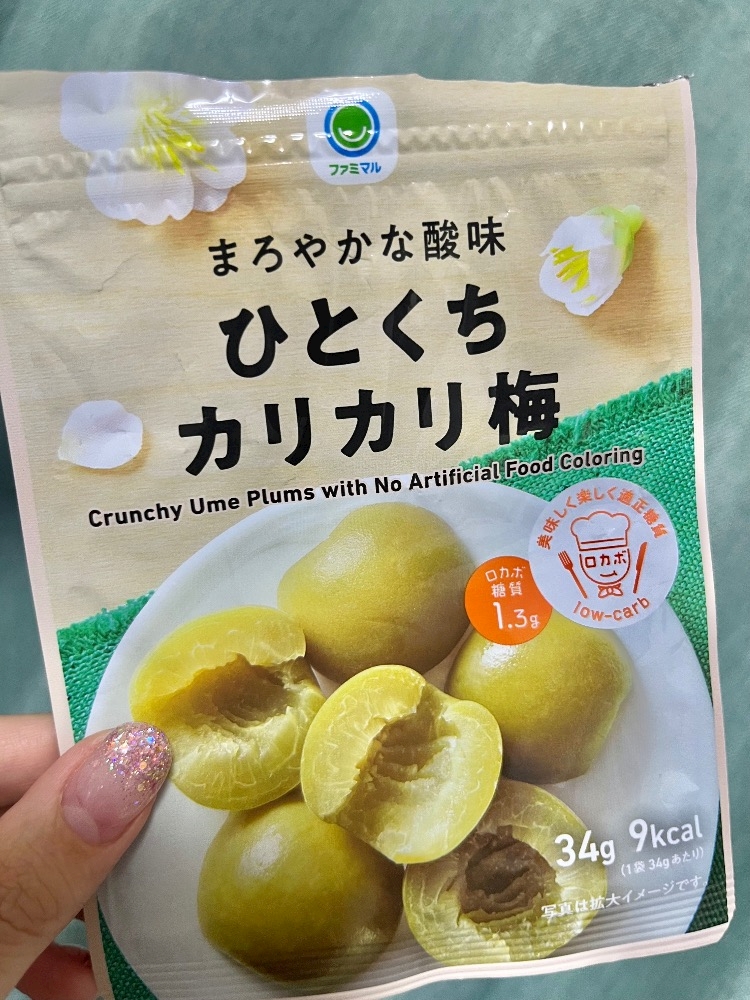 ファミマル
まろやかな酸味
ひとくち
カリカリ梅
Crunchy Ume Plums with No Artificial Food Coloring
美味しく楽しく適正糖質
ロカボ
low-carb
ロカボ
糖質
1.3g
34g 9kcal
(1袋 34gあたり)
写真は拡大イメージです。